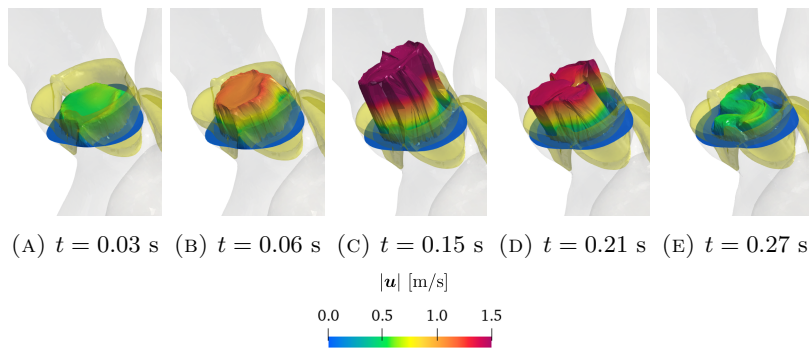 (A) t = 0.03 s (B) t = 0.06 s (C) t = 0.15 s (D) t = 0.21 s (E) t = 0.27 s
|u| [m/s]
0.0 0.5 1.0 1.5